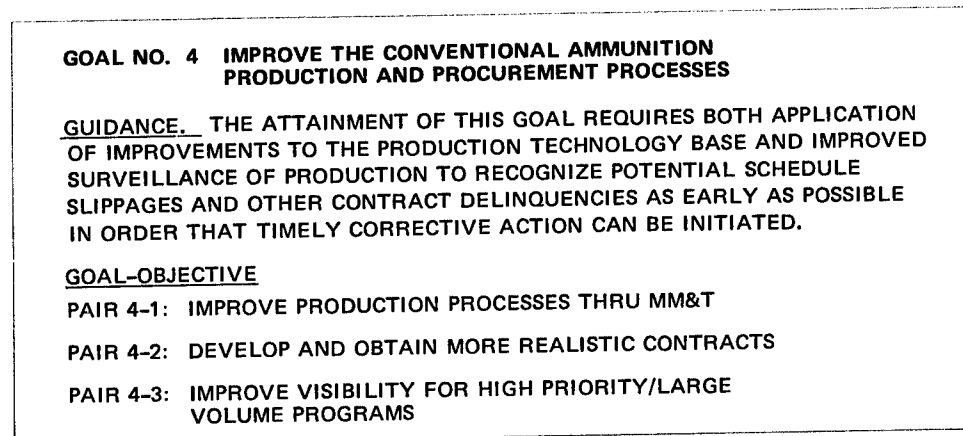 GOAL NO. 4 IMPROVE THE CONVENTIONAL AMMUNITION
PRODUCTION AND PROCUREMENT PROCESSES
GUIDANCE. THE ATTAINMENT OF THIS GOAL REQUIRES BOTH APPLICATION
OF IMPROVEMENTS TO THE PRODUCTION TECHNOLOGY BASE AND IMPROVED
SURVEILLANCE OF PRODUCTION TO RECOGNIZE POTENTIAL SCHEDULE
SLIPPAGES AND OTHER CONTRACT DELINQUENCIES AS EARLY AS POSSIBLE
IN ORDER THAT TIMELY CORRECTIVE ACTION CAN BE INITIATED.
GOAL–OBJECTIVE
PAIR 4–1: IMPROVE PRODUCTION PROCESSES THRU MM&T
PAIR 4–2: DEVELOP AND OBTAIN MORE REALISTIC CONTRACTS
PAIR 4–3: IMPROVE VISIBILITY FOR HIGH PRIORITY/LARGE
VOLUME PROGRAMS